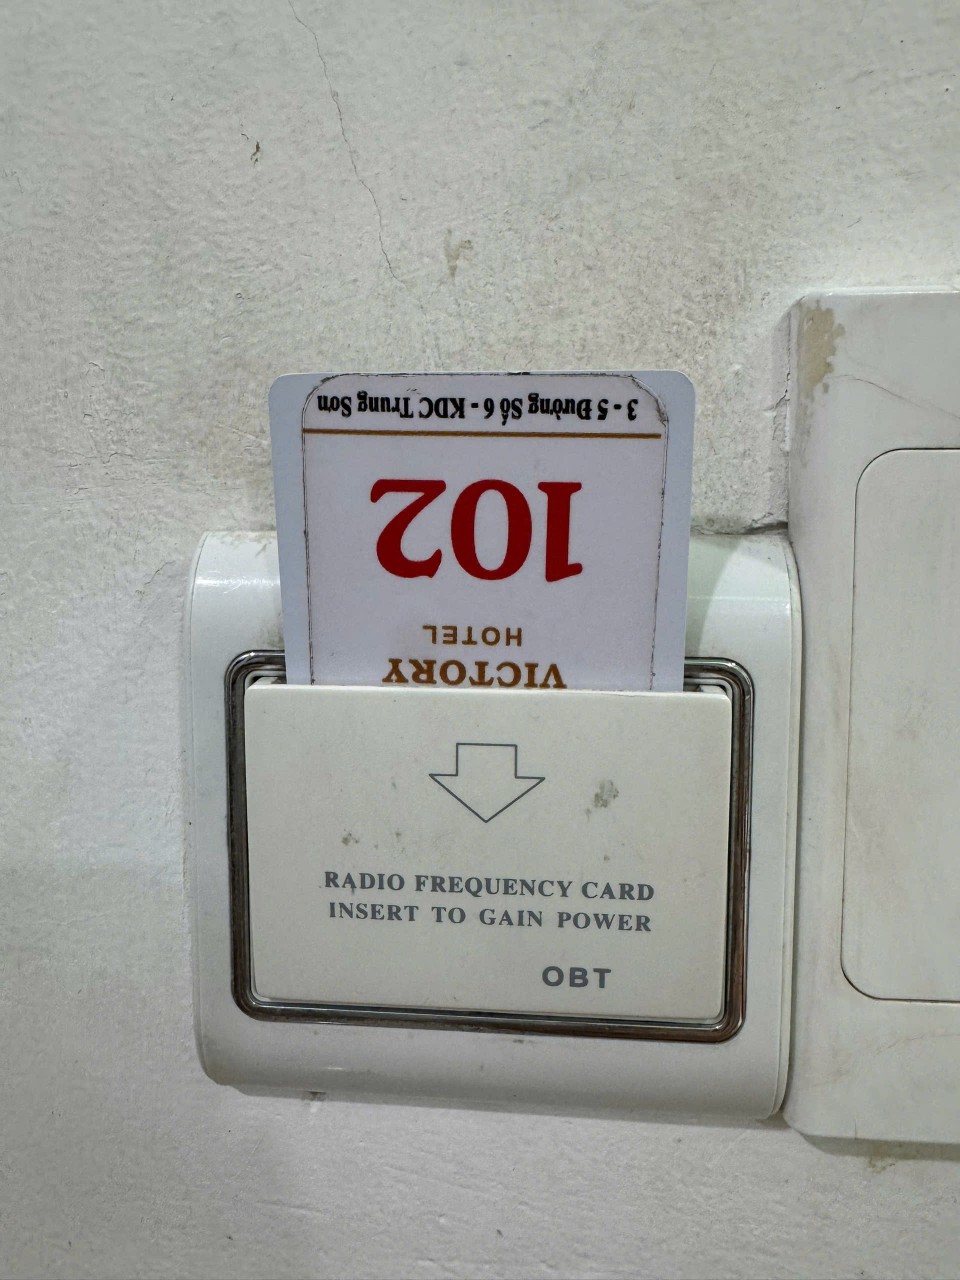 3 - 5 Đường Số 6 - KDC Trung Sơn
102
HOTEL
VICTORY
RADIO FREQUENCY CARD
INSERT TO GAIN POWER
OBT